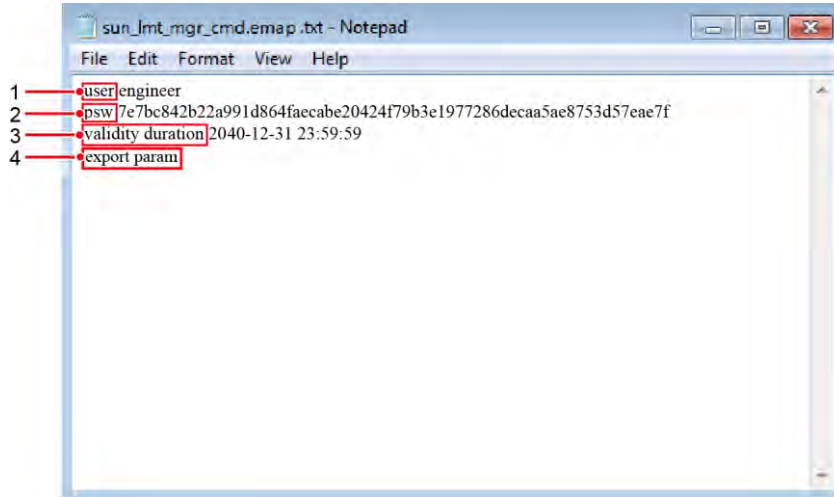 sun_lmt_mgr_cmd.emap .txt - Notepad
File Edit Format View Help
1 user engineer
2 psw 7e7bc842b22a991d864faecabe20424f79b3e1977286decaa5ae8753d57eae7f
3 validity duration 2040-12-31 23:59:59
4 export param